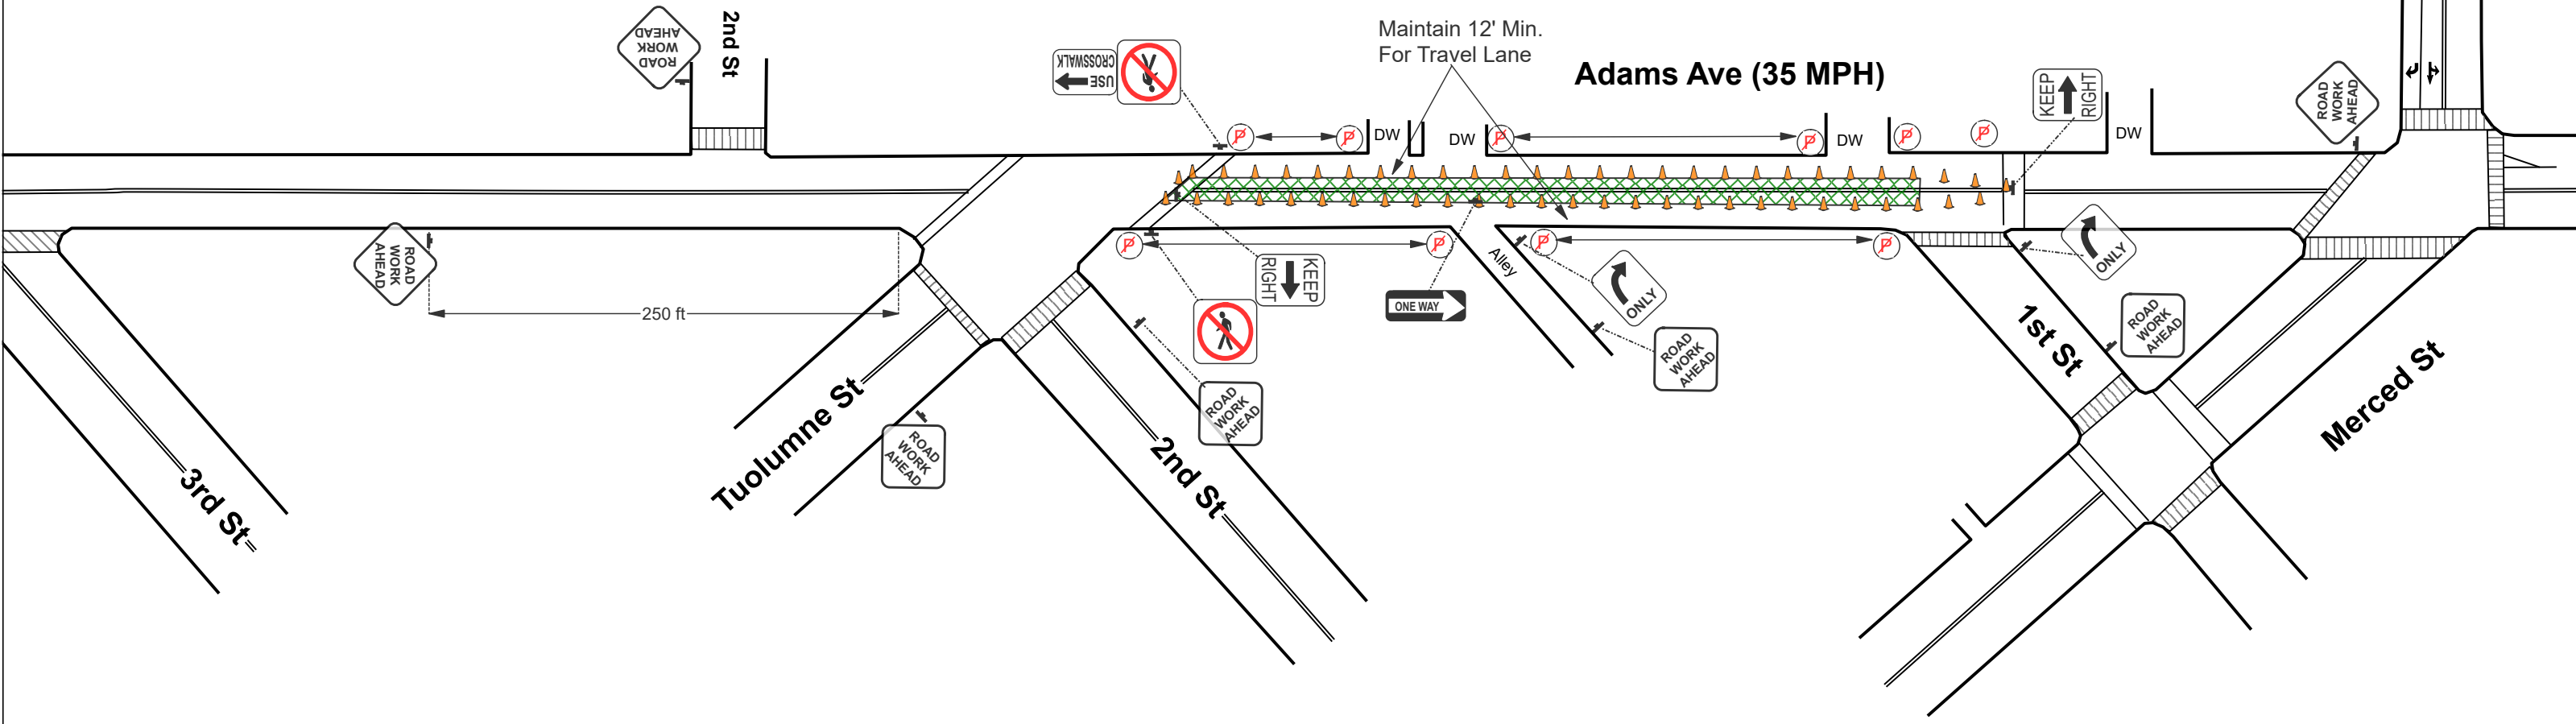 ROAD
WORK
AHEAD
2nd St
USE
CROSSWALK
Maintain 12' Min.
For Travel Lane
Adams Ave (35 MPH)
KEEP
RIGHT
ROAD
WORK
AHEAD
P
P
DW
DW
P
P
DW
P
P
DW
ROAD
WORK
AHEAD
250 ft
P
P
Alley
P
P
KEEP
RIGHT
ONE WAY
ONLY
ONLY
ROAD
WORK
AHEAD
ROAD
WORK
AHEAD
ROAD
WORK
AHEAD
ROAD
WORK
AHEAD
3rd St
Tuolumne St
2nd St
1st St
Merced St